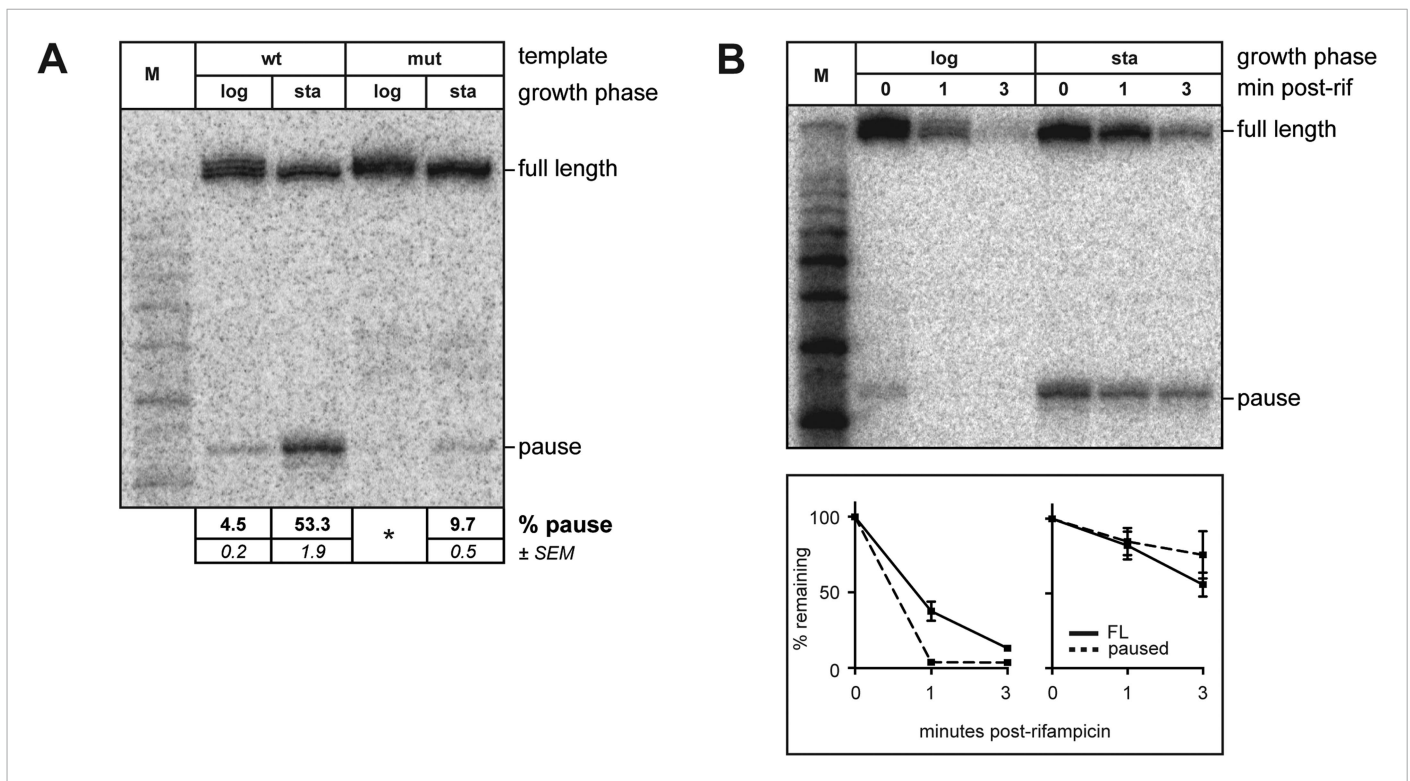 A
M
wt
mut
template
log
sta
log
sta
growth phase
full length
pause
4.5
53.3
*
9.7
% pause
0.2
1.9
0.5
± SEM
B
M
log
sta
growth phase
0
1
3
0
1
3
min post-rif
full length
pause
100
50
0
% remaining
FL
paused
0
1
3
0
1
3
minutes post-rifampicin